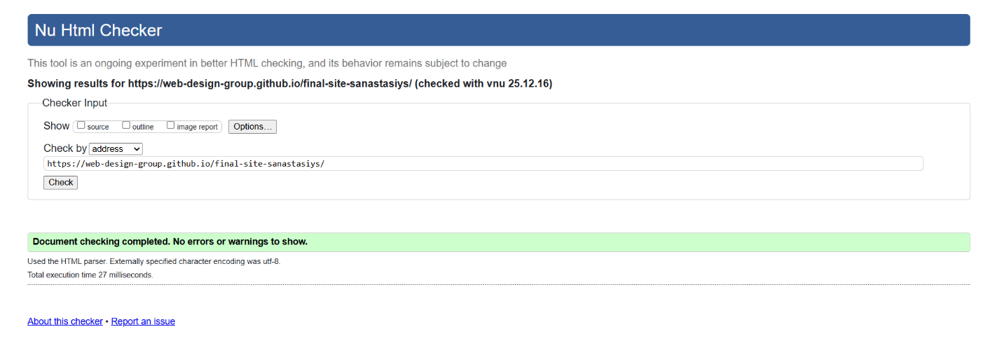 Nu Html Checker
This tool is an ongoing experiment in better HTML checking, and its behavior remains subject to change
Showing results for https://web-design-group.github.io/final-site-sanastasiys/ (checked with vnu 25.12.16)
Checker Input
Show source outline image report Options...
Check by address
https://web-design-group.github.io/final-site-sanastasiys/
Check
Document checking completed. No errors or warnings to show.
Used the HTML parser. Externally specified character encoding was utf-8.
Total execution time 27 milliseconds.
About this checker • Report an issue